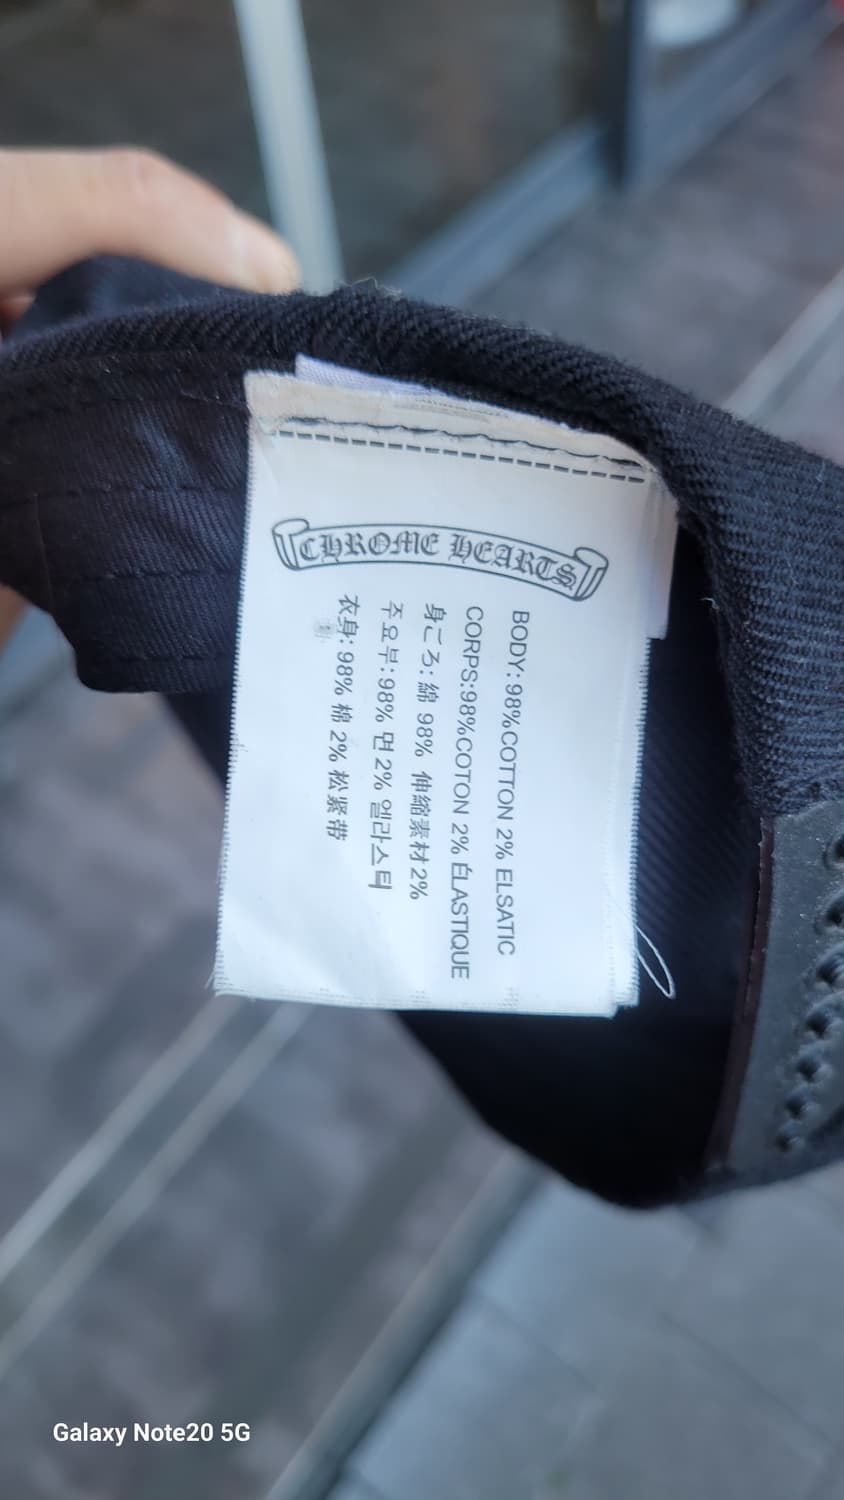 CHROME HEARTS
BODY: 98%COTTON 2% ELSATIC
CORPS:98%COTON 2% ÉLASTIQUE
身ごろ: 綿 98% 伸縮素材2%
주요부:98% 면 2% 엘라스틱
衣身: 98% 棉 2% 松紧带
Galaxy Note20 5G